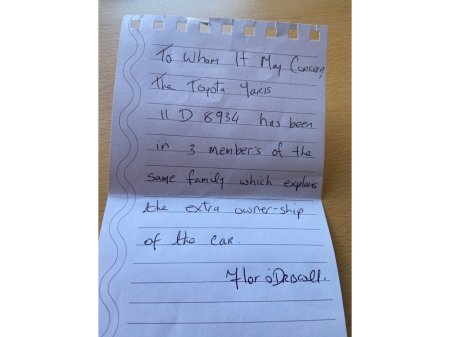 To Whom It May Concern,
The Toyota Yaris
11 D 8934 has been
in 3 member's of the
same family which explains
the extra owner-ship
of the car.
Flor O'Driscoll.